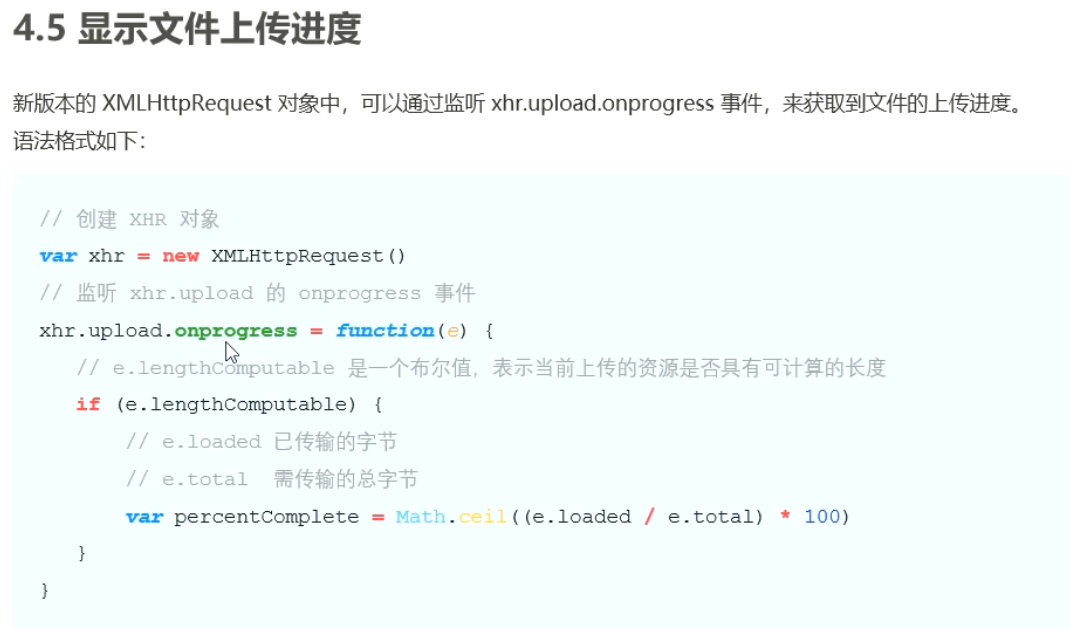 4.5 显示文件上传进度
新版本的 XMLHttpRequest 对象中，可以通过监听 xhr.upload.onprogress 事件，来获取到文件的上传进度。
语法格式如下：
// 创建 XHR 对象
var xhr = new XMLHttpRequest()
// 监听 xhr.upload 的 onprogress 事件
xhr.upload.onprogress = function(e) {
// e.lengthComputable 是一个布尔值，表示当前上传的资源是否具有可计算的长度
if (e.lengthComputable) {
// e.loaded 已传输的字节
// e.total  需传输的总字节
var percentComplete = Math.ceil((e.loaded / e.total) * 100)
}
}